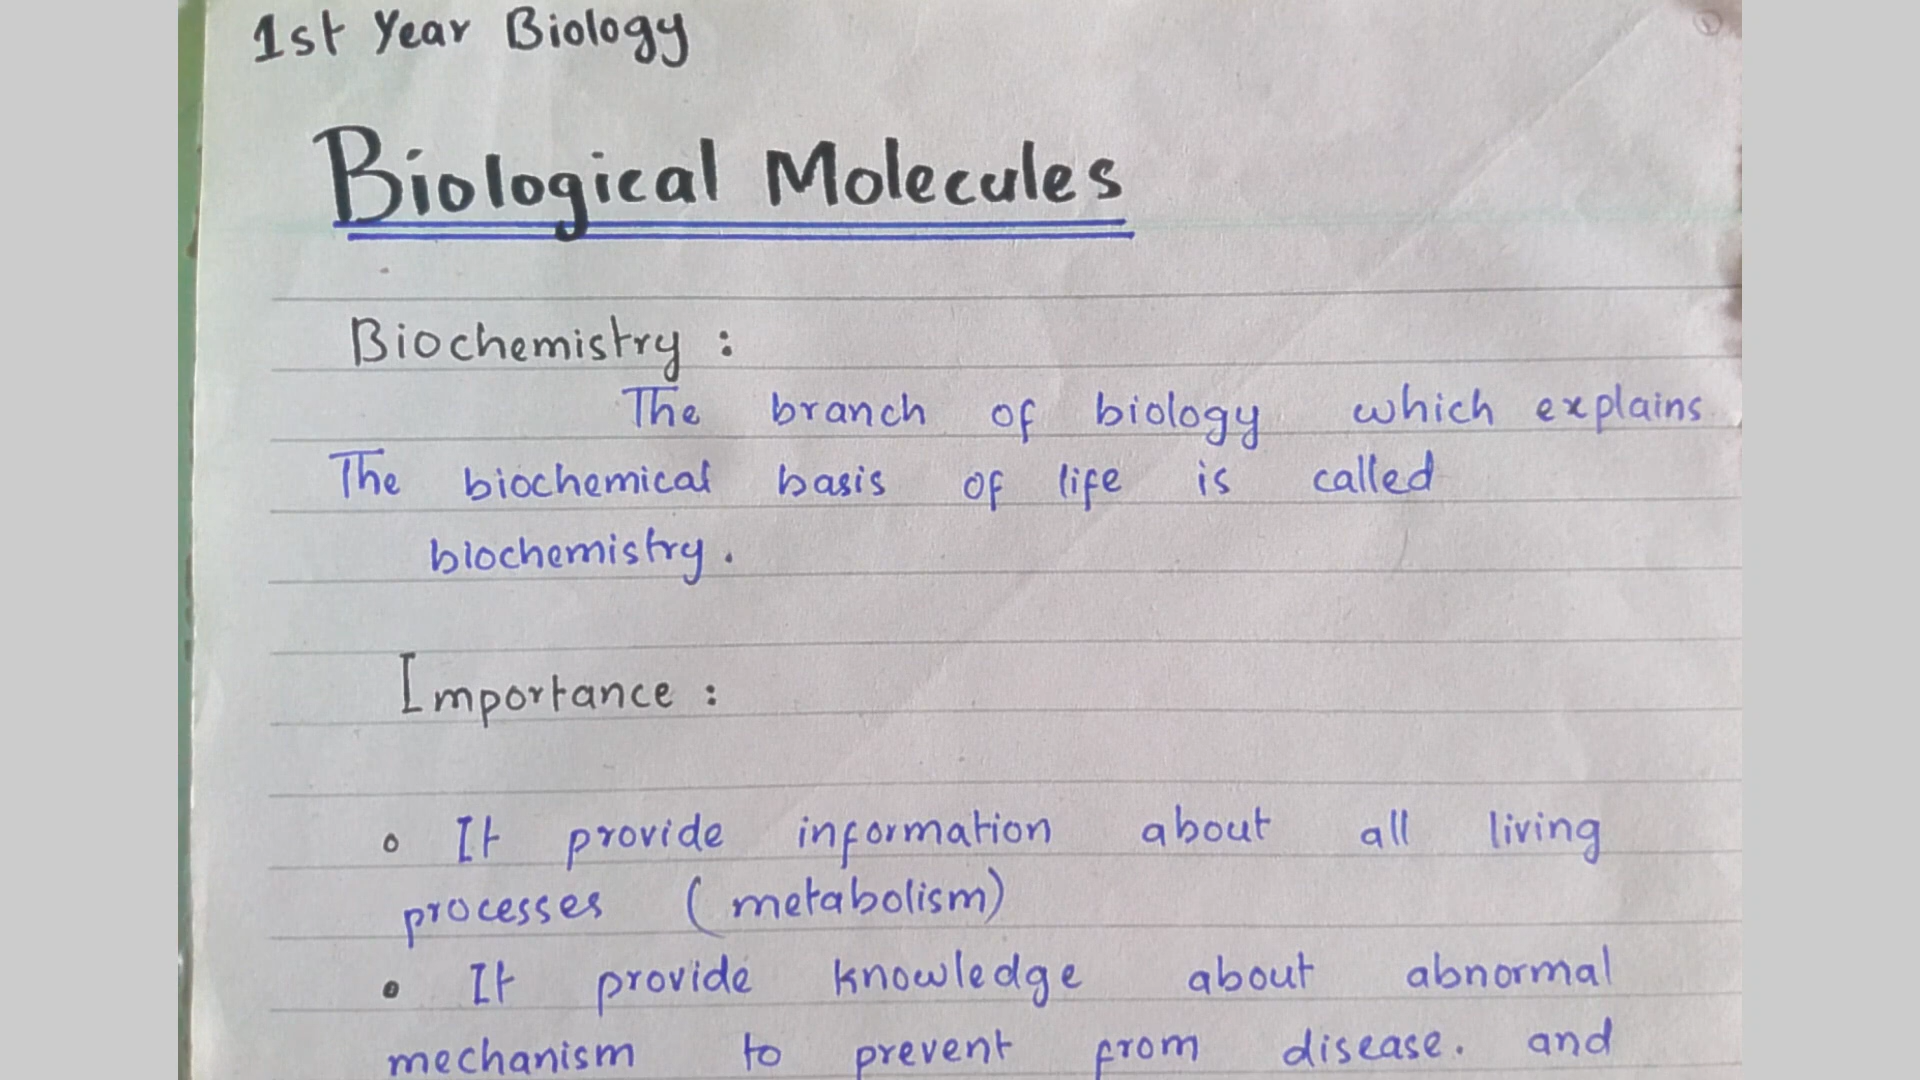 1st Year Biology
Biological Molecules
Biochemistry :
The branch of biology which explains
The biochemical basis of life is called
biochemistry.
Importance :
• It provide information about all living
processes (metabolism)
• It provide knowledge about abnormal
mechanism to prevent from disease. and